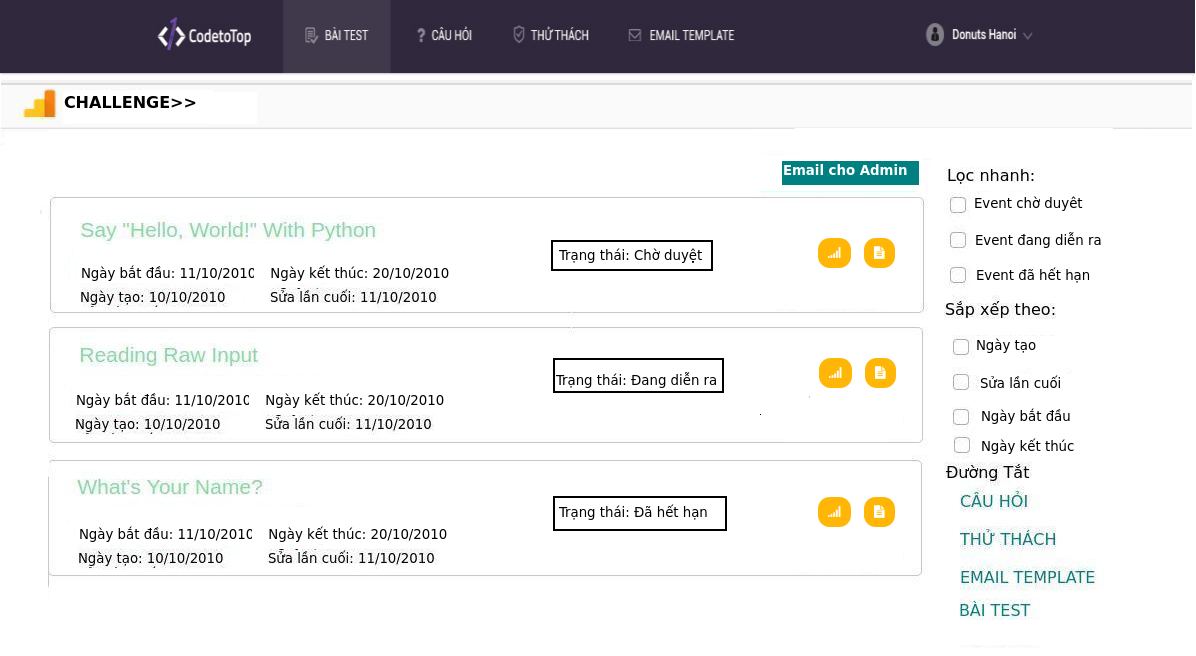 CodetoTop BÀI TEST CÂU HỎI THỬ THÁCH EMAIL TEMPLATE Donuts Hanoi
CHALLENGE>>
Email cho Admin
Say "Hello, World!" With Python
Trạng thái: Chờ duyệt
Ngày bắt đầu: 11/10/2010 Ngày kết thúc: 20/10/2010
Ngày tạo: 10/10/2010 Sửa lần cuối: 11/10/2010
Reading Raw Input
Trạng thái: Đang diễn ra
Ngày bắt đầu: 11/10/2010 Ngày kết thúc: 20/10/2010
Ngày tạo: 10/10/2010 Sửa lần cuối: 11/10/2010
What's Your Name?
Trạng thái: Đã hết hạn
Ngày bắt đầu: 11/10/2010 Ngày kết thúc: 20/10/2010
Ngày tạo: 10/10/2010 Sửa lần cuối: 11/10/2010
Lọc nhanh:
Event chờ duyệt
Event đang diễn ra
Event đã hết hạn
Sắp xếp theo:
Ngày tạo
Sửa lần cuối
Ngày bắt đầu
Ngày kết thúc
Đường Tắt
CÂU HỎI
THỬ THÁCH
EMAIL TEMPLATE
BÀI TEST